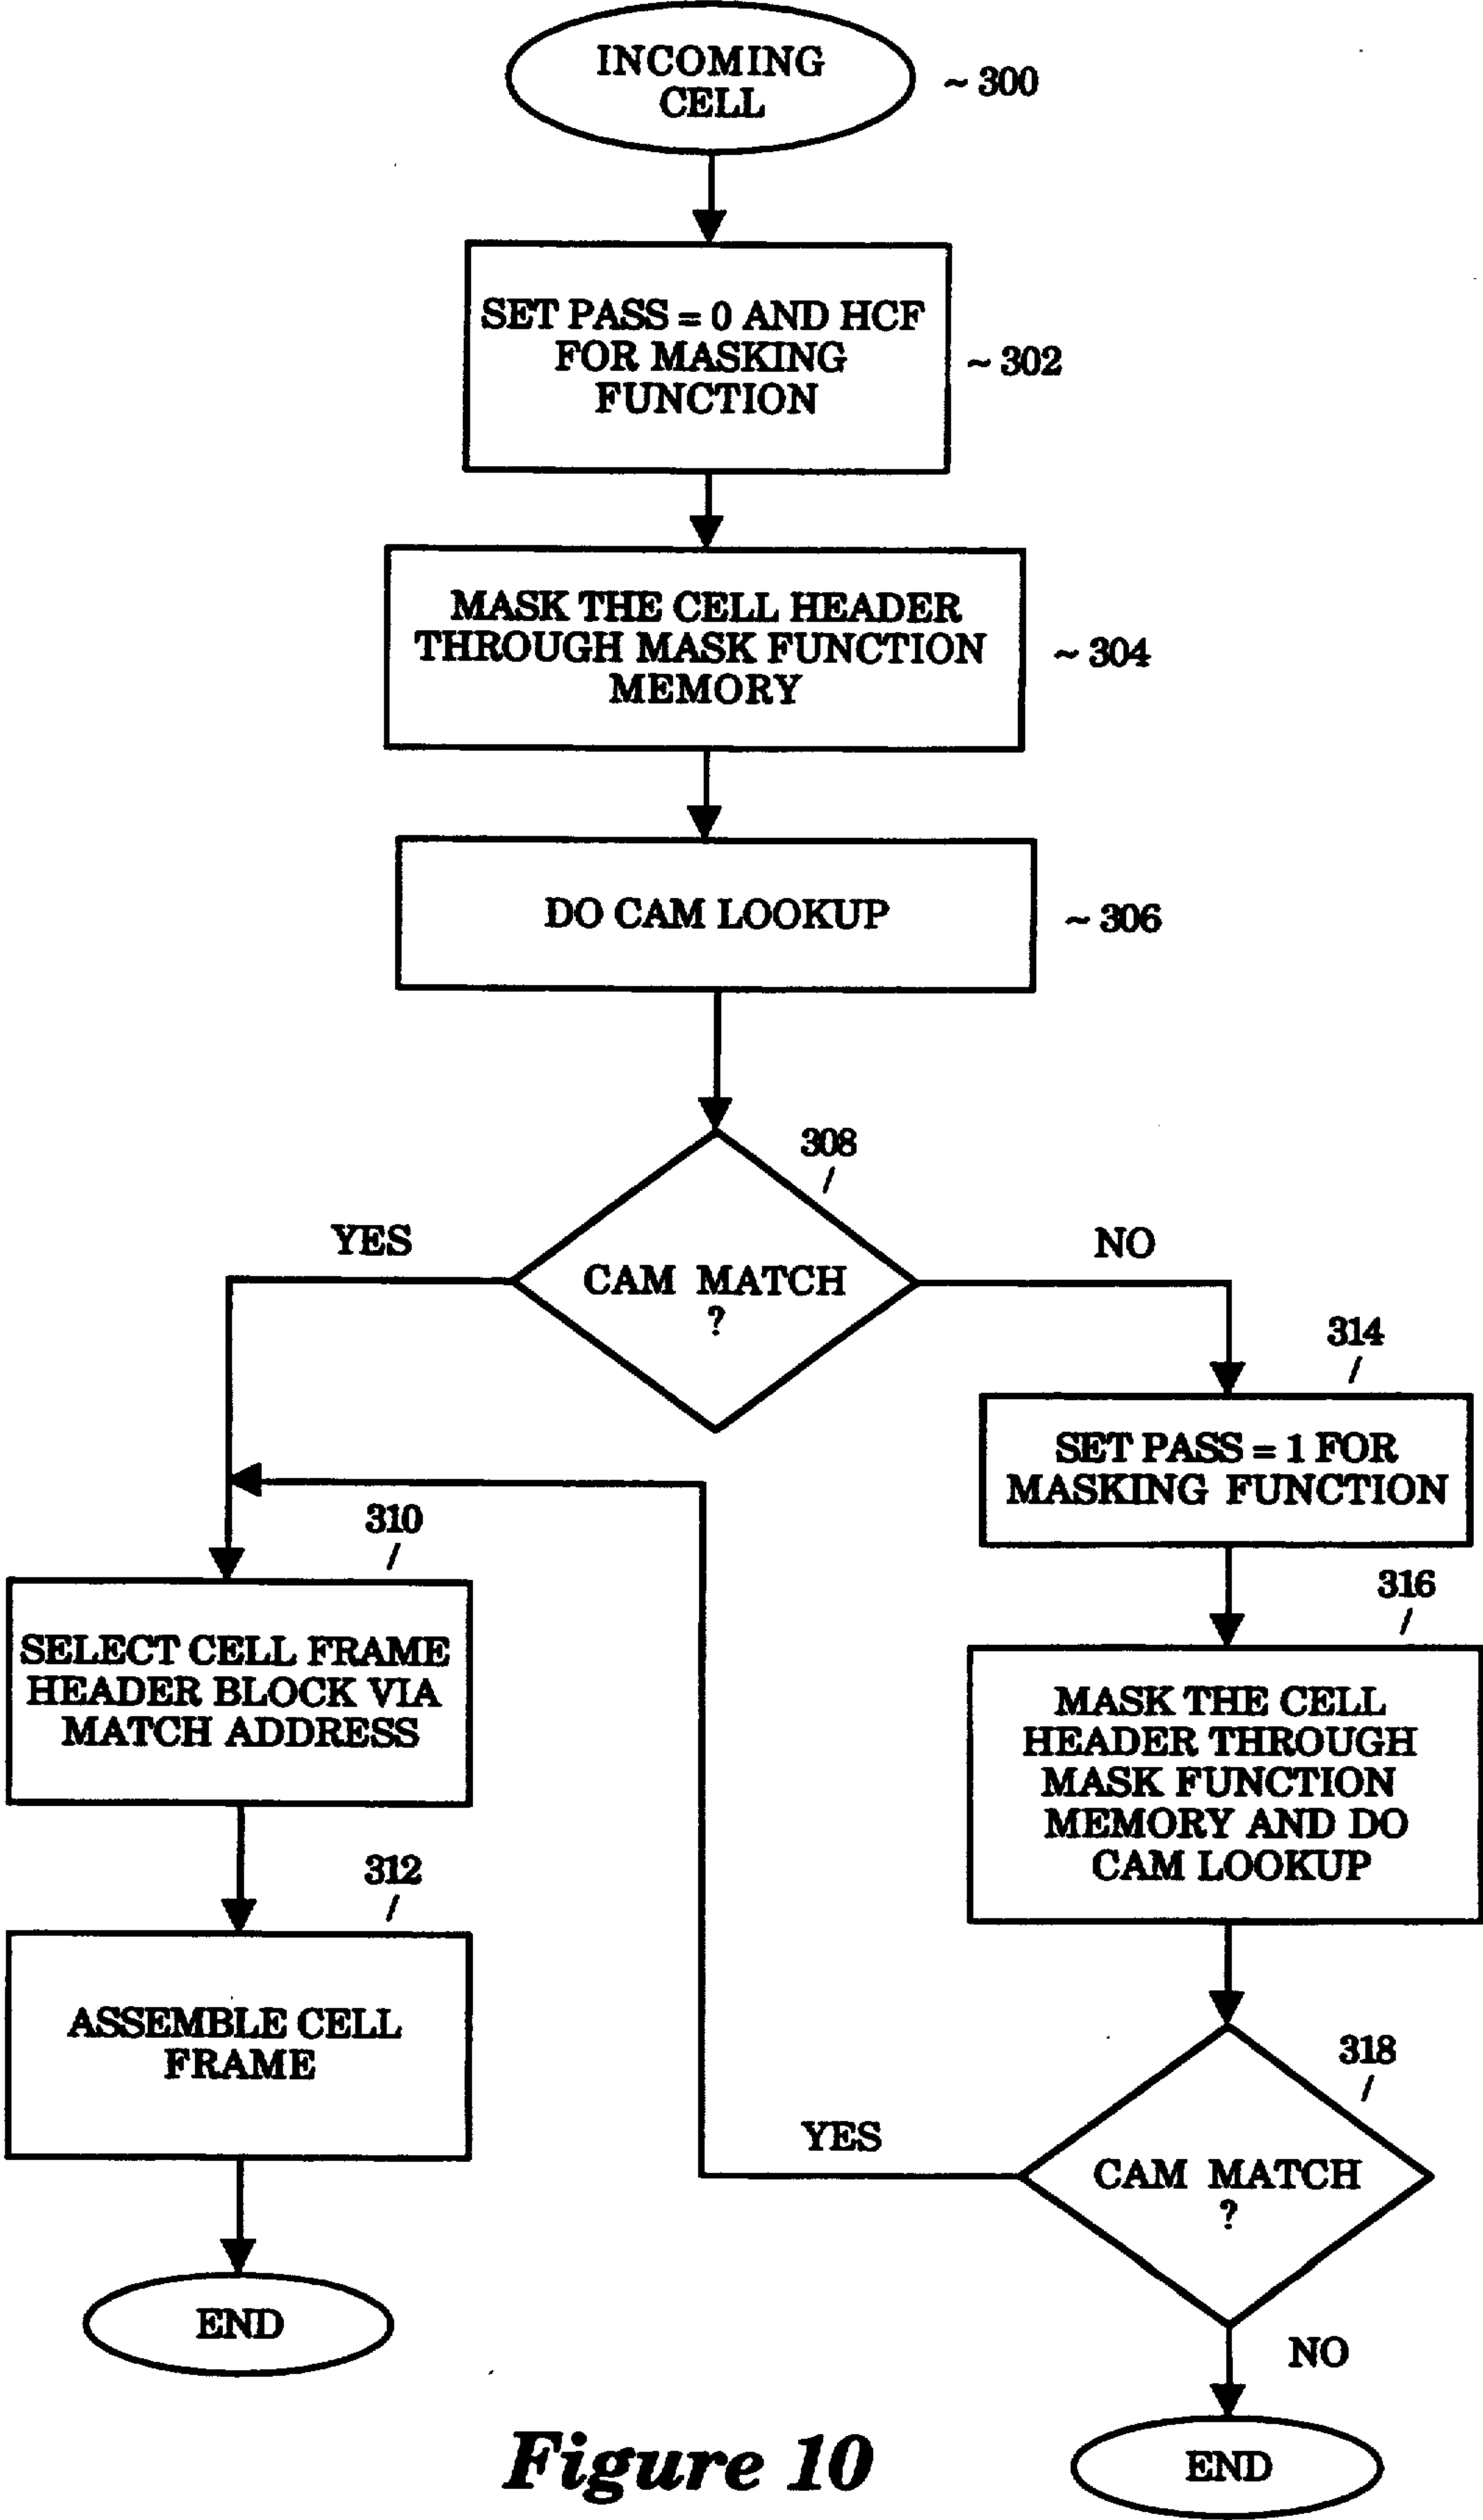 INCOMING
CELL
~ 300
SET PASS = 0 AND HCF
FOR MASKING
FUNCTION
~ 302
MASK THE CELL HEADER
THROUGH MASK FUNCTION
MEMORY
~ 304
DO CAM LOOKUP
~ 306
308
CAM MATCH
?
YES
NO
314
SET PASS = 1 FOR
MASKING FUNCTION
310
SELECT CELL FRAME
HEADER BLOCK VIA
MATCH ADDRESS
316
MASK THE CELL
HEADER THROUGH
MASK FUNCTION
MEMORY AND DO
CAM LOOKUP
312
ASSEMBLE CELL
FRAME
318
CAM MATCH
?
YES
NO
END
END
Figure 10